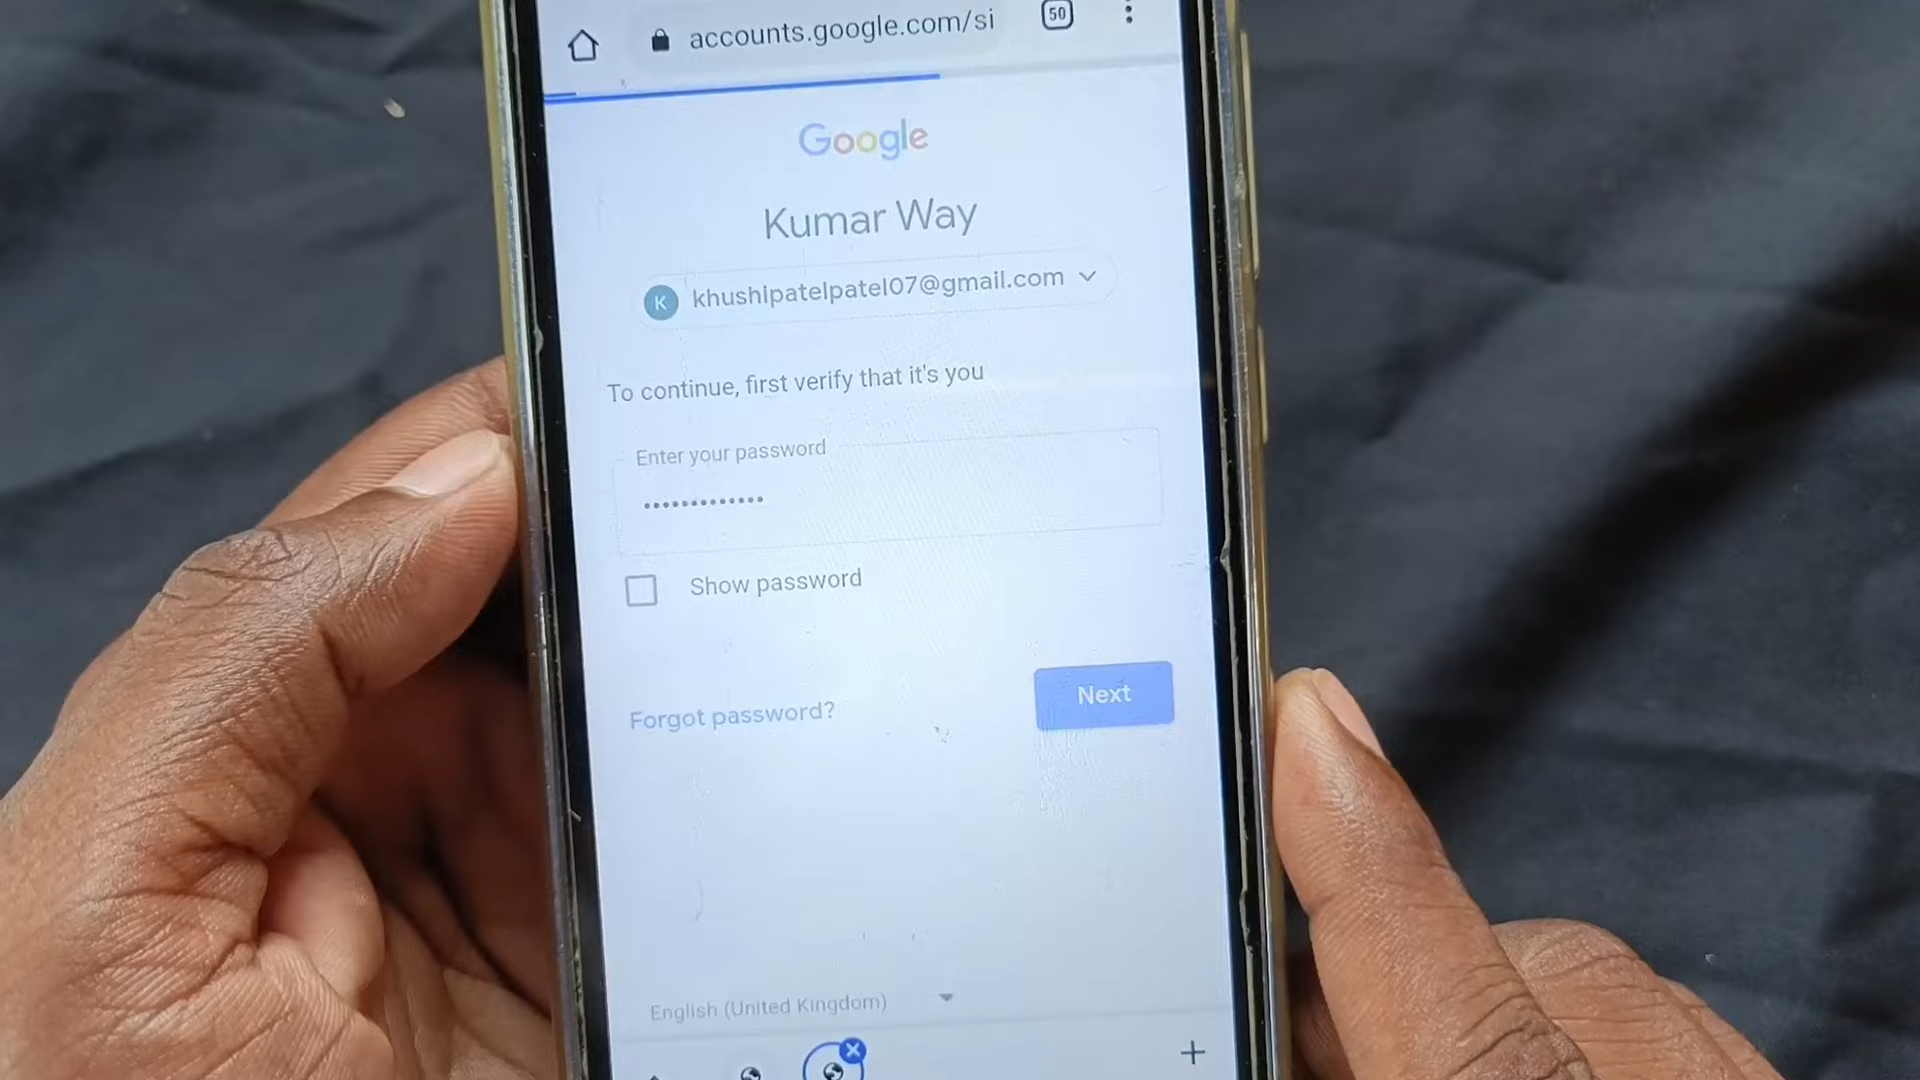 accounts.google.com/si
50
Google
Kumar Way
K khushipatelpatel07@gmail.com
To continue, first verify that it's you
Enter your password
•••••••••••••
Show password
Forgot password?
Next
English (United Kingdom)